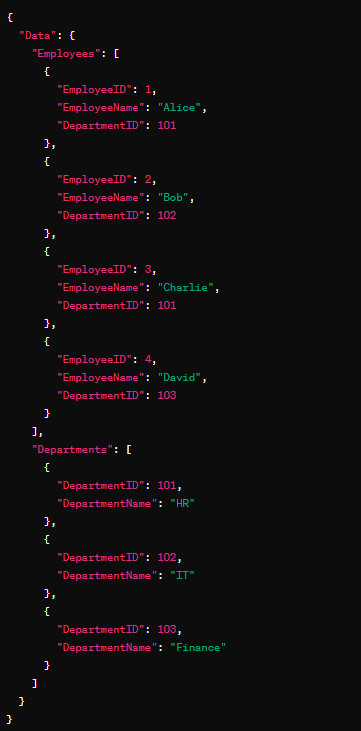 {
  "Data": {
    "Employees": [
      {
        "EmployeeID": 1,
        "EmployeeName": "Alice",
        "DepartmentID": 101
      },
      {
        "EmployeeID": 2,
        "EmployeeName": "Bob",
        "DepartmentID": 102
      },
      {
        "EmployeeID": 3,
        "EmployeeName": "Charlie",
        "DepartmentID": 101
      },
      {
        "EmployeeID": 4,
        "EmployeeName": "David",
        "DepartmentID": 103
      }
    ],
    "Departments": [
      {
        "DepartmentID": 101,
        "DepartmentName": "HR"
      },
      {
        "DepartmentID": 102,
        "DepartmentName": "IT"
      },
      {
        "DepartmentID": 103,
        "DepartmentName": "Finance"
      }
    ]
  }
}